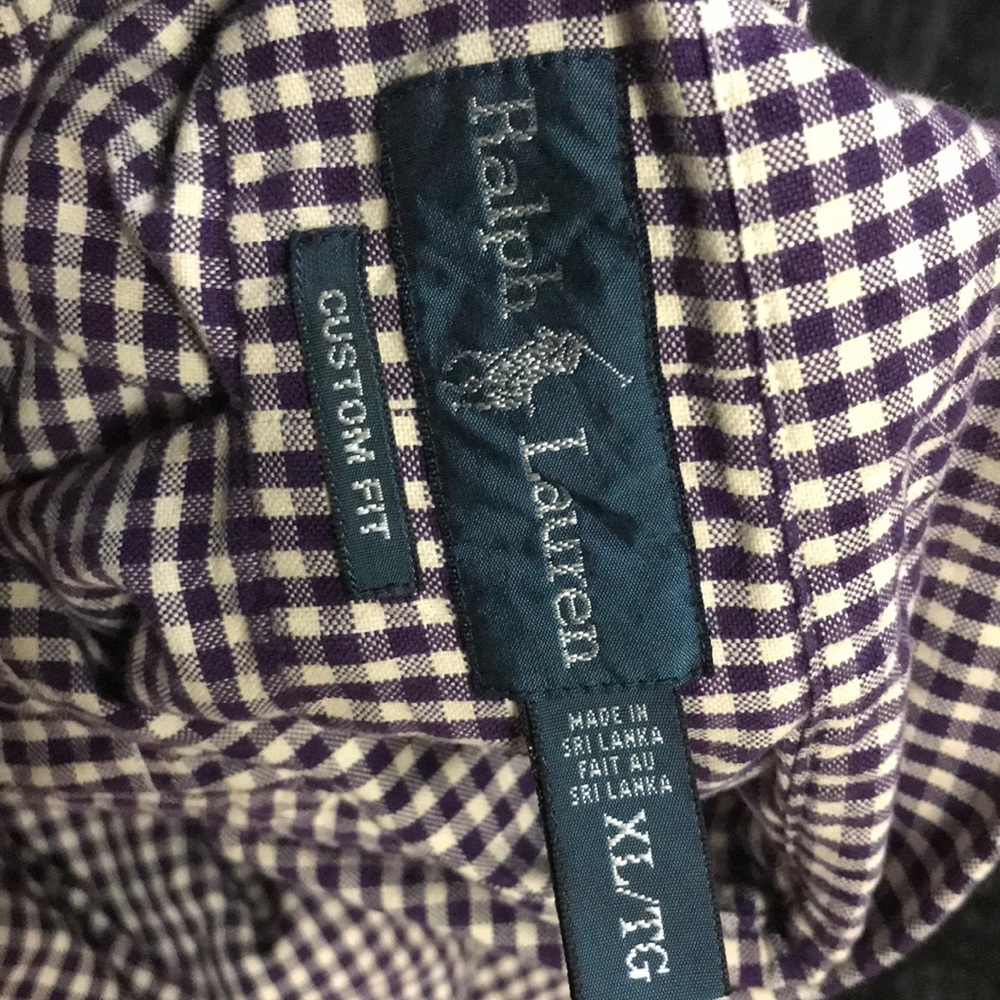 Ralph Lauren
CUSTOM FIT
MADE IN
SRI LANKA
FAIT AU
SRI LANKA
XL/TG